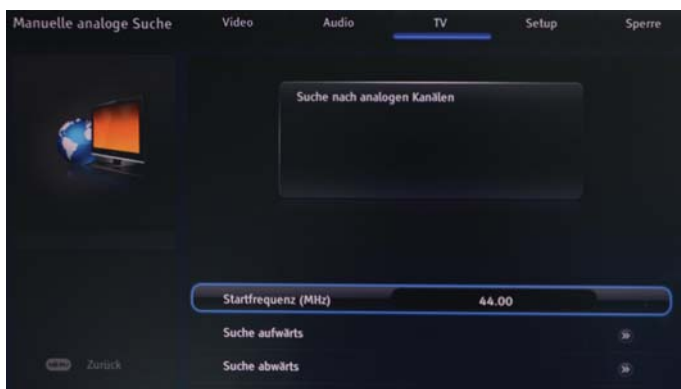 Manuelle analoge Suche Video Audio TV Setup Sperre
Suche nach analogen Kanälen
Startfrequenz (MHz) 44.00
Suche aufwärts
Suche abwärts
MENU Zurück